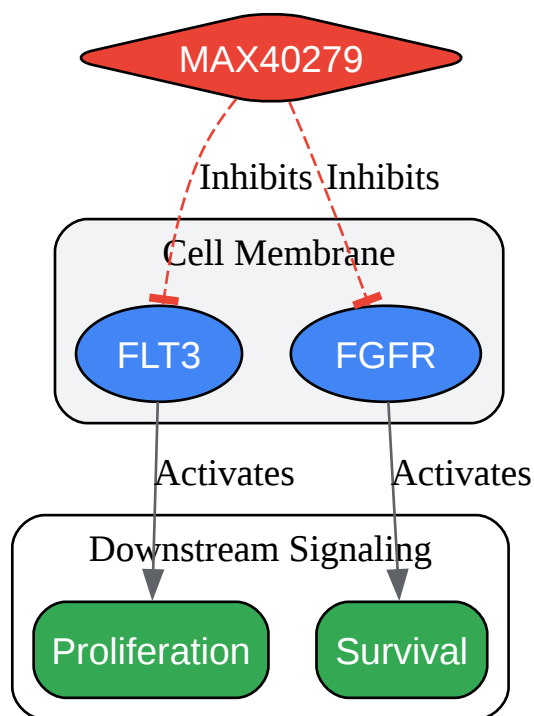 MAX40279
Inhibits Inhibits
Cell Membrane
FLT3 FGFR
Activates Activates
Downstream Signaling
Proliferation Survival